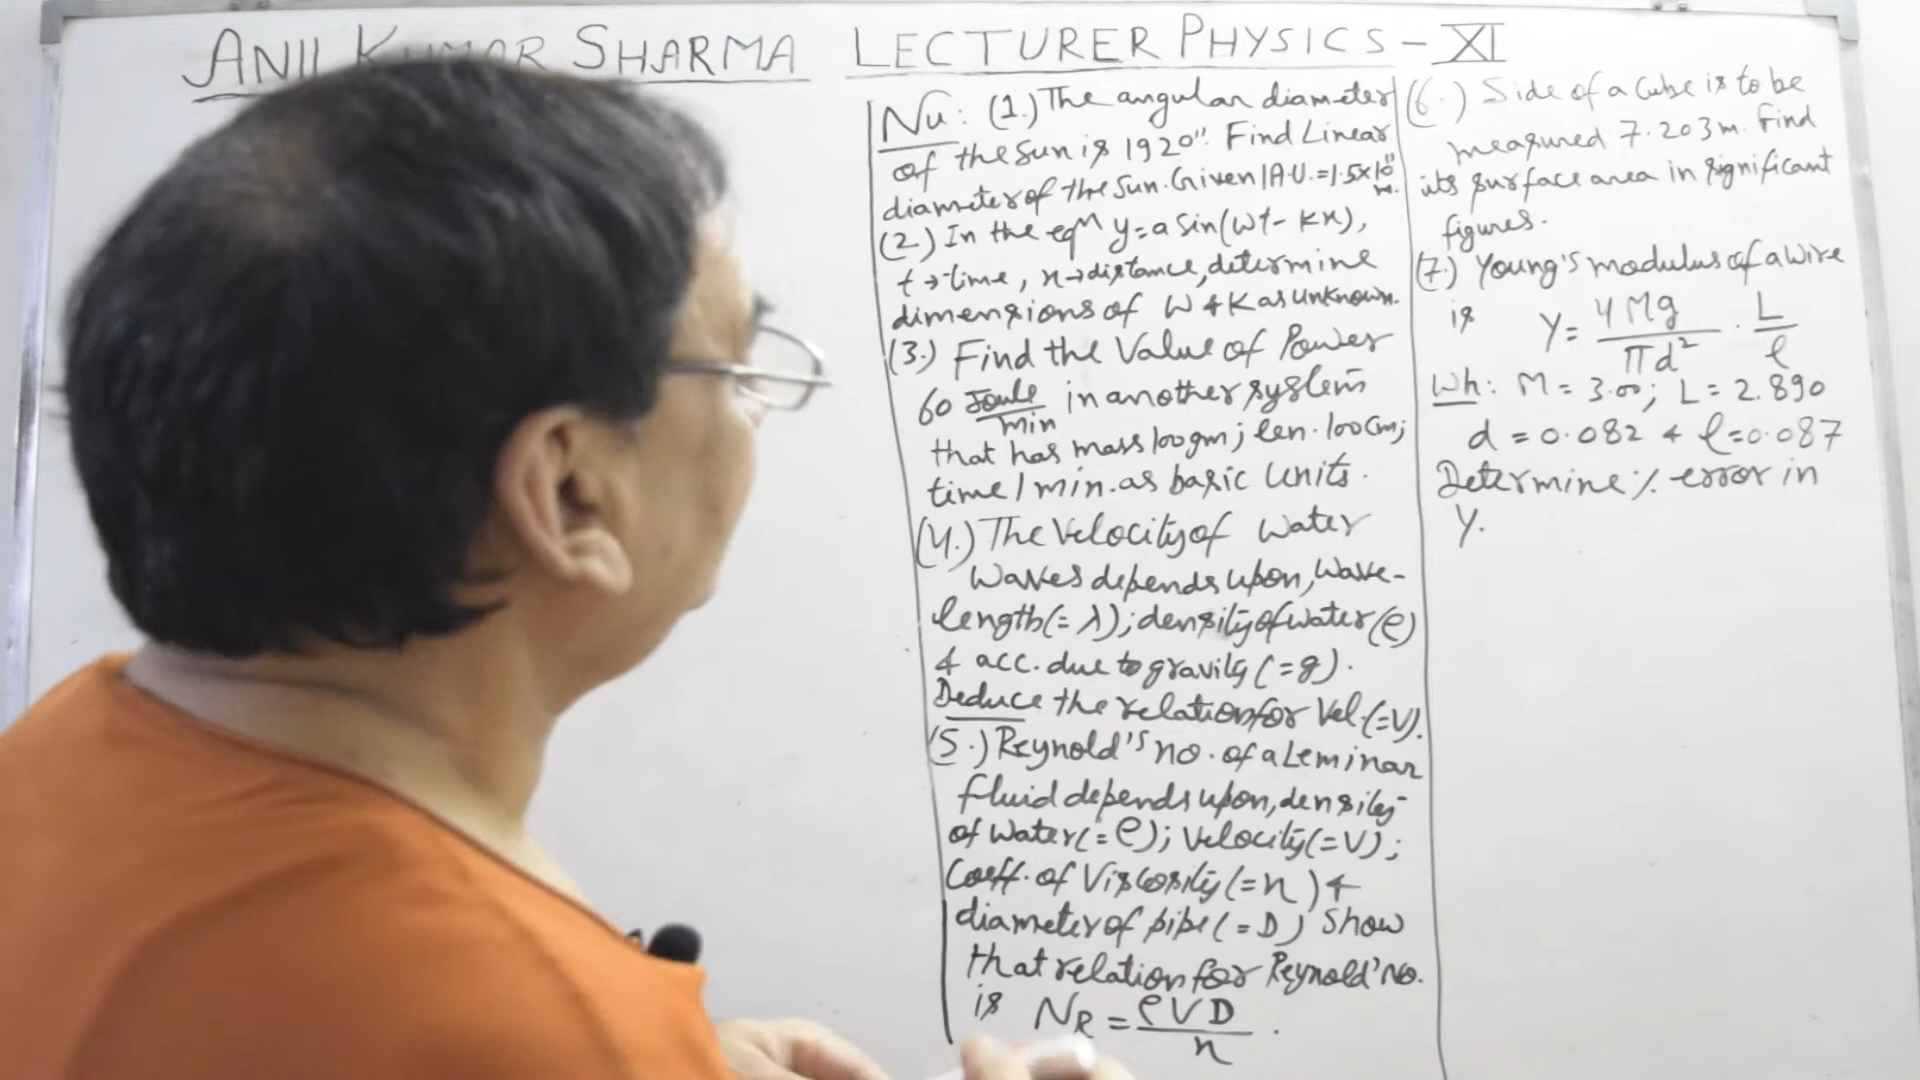 ANIL KUMAR SHARMA LECTURER PHYSICS - XI
Nu: (1.) The angular diameter
of the Sun is 1920". Find Linear
diameter of the Sun. Given 1 A.U. = 1.5×10¹¹ m.
(2.) In the eqⁿ y = a sin(ωt - kx),
t → time, x → distance, determine
dimensions of ω & K as unknown.
(3.) Find the Value of Power
60 Joule/min in another system
that has mass 100gm; len. 100Cm;
time 1 min. as basic Units.
(4.) The Velocity of Water
Waves depends upon, Wave-
length (= λ); density of water (ρ)
& acc. due to gravity (= g).
Deduce the relation for Vel. (= V).
(5.) Reynold's no. of a Leminar
fluid depends upon, density
of Water (= ρ); Velocity (= V);
Coeff. of Viscosity (= η) &
diameter of pipe (= D) Show
that relation for Reynold' No.
is N_R = ρVD/η.
(6.) Side of a Cube is to be
measured 7.203m. Find
its surface area in significant
figures.
(7.) Young's modulus of a Wire
is Y = 4Mg/πd² · L/ℓ
Wh: M = 3.00; L = 2.890
d = 0.082 & ℓ = 0.087
Determine % error in
Y.